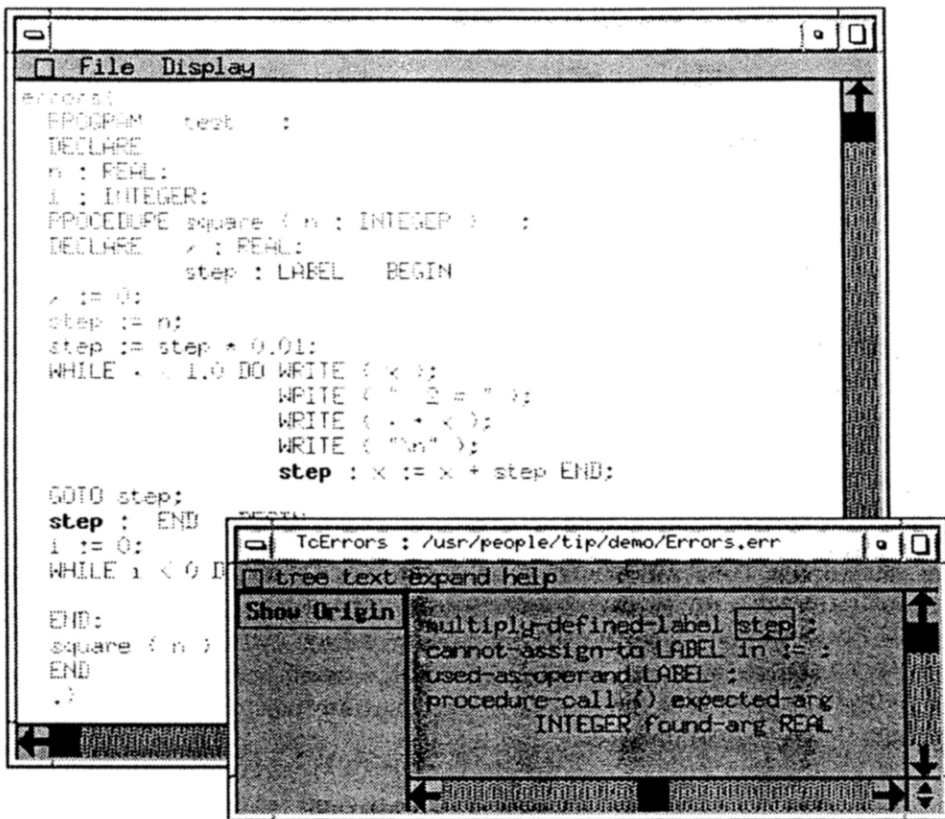 File Display
errors(
PROGRAM test :
DECLARE
n : REAL;
i : INTEGER;
PROCEDURE square ( n : INTEGER ) :
DECLARE x : REAL;
step : LABEL BEGIN
x := 0;
step := n;
step := step * 0.01;
WHILE x < 1.0 DO WRITE ( x );
WRITE ( " 2 = " );
WRITE ( x * x );
WRITE ( "\n" );
step : x := x + step END;
GOTO step;
step : END BEGIN
i := 0;
WHILE i < 0 D
END;
square ( n )
END
.)
TcErrors : /usr/people/tip/demo/Errors.err
tree text expand help
Show Origin
multiply-defined-label step ;
cannot-assign-to LABEL in := ;
used-as-operand LABEL ;
procedure-call () expected-arg
INTEGER found-arg REAL